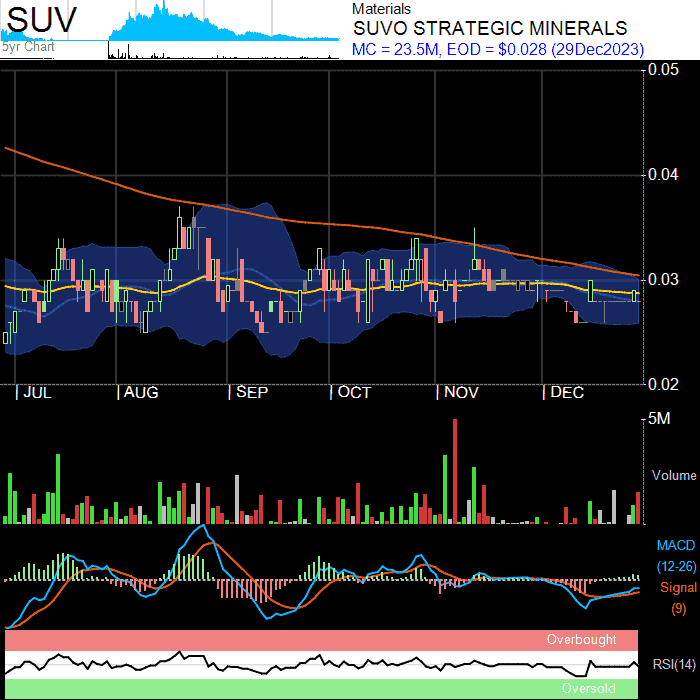 SUV
5yr Chart
Materials
SUVO STRATEGIC MINERALS
MC = 23.5M, EOD = $0.028 (29Dec2023)
0.05
0.04
0.03
0.02
JUL AUG SEP OCT NOV DEC
5M
Volume
MACD
(12-26)
Signal
(9)
Overbought
RSI(14)
Oversold